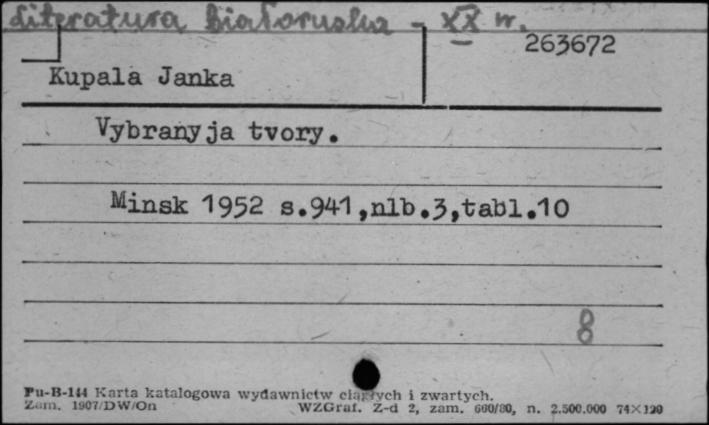 Literatura białoruska - XX w.
263672
Kupala Janka
Vybranyja tvory.
Minsk 1952 s.941,nlb.3,tabl.10
8
Pu-B-144 Karta katalogowa wydawnictw ciągłych i zwartych.
Zam. 1907/DW/On WZGraf. Z-d 2, zam. 660/80, n. 2.500.000 74×120